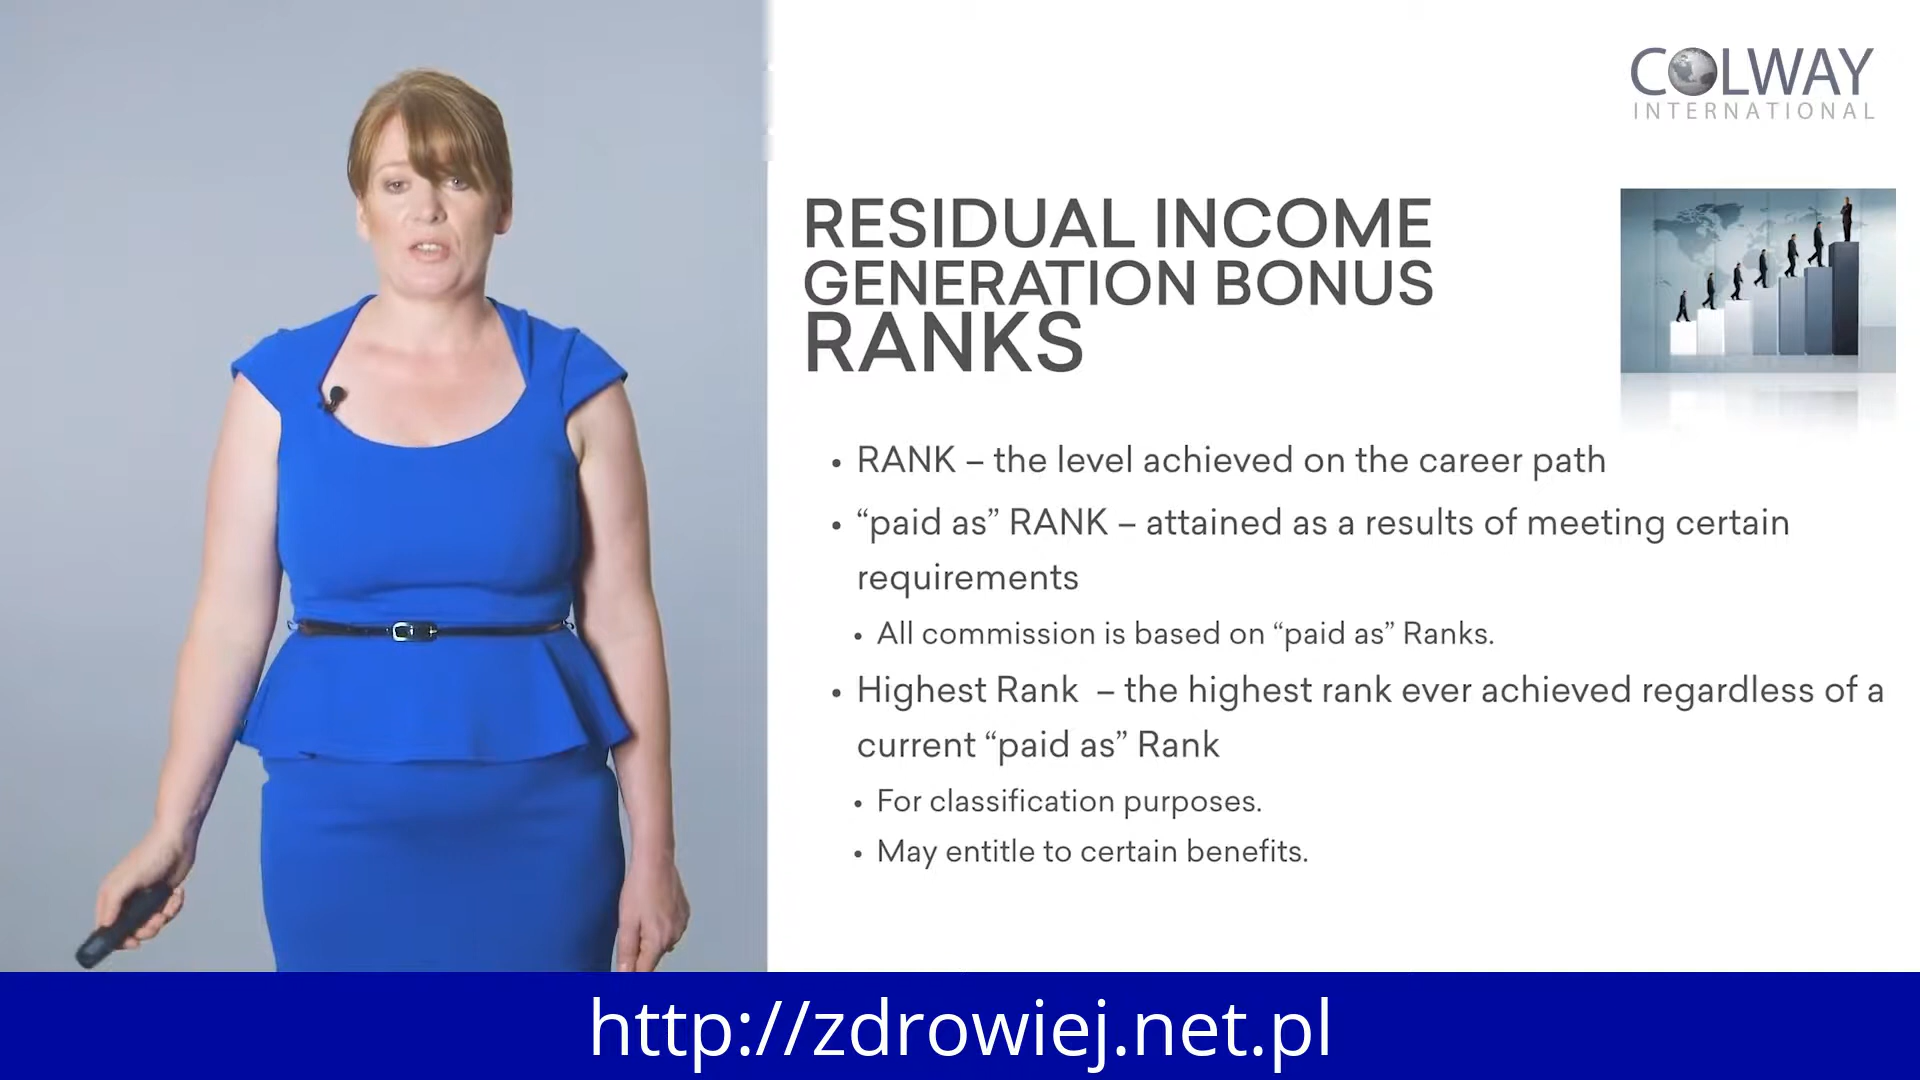 COLWAY
INTERNATIONAL
RESIDUAL INCOME
GENERATION BONUS
RANKS
• RANK – the level achieved on the career path
• “paid as” RANK – attained as a results of meeting certain
requirements
• All commission is based on “paid as” Ranks.
• Highest Rank – the highest rank ever achieved regardless of a
current “paid as” Rank
• For classification purposes.
• May entitle to certain benefits.
http://zdrowiej.net.pl